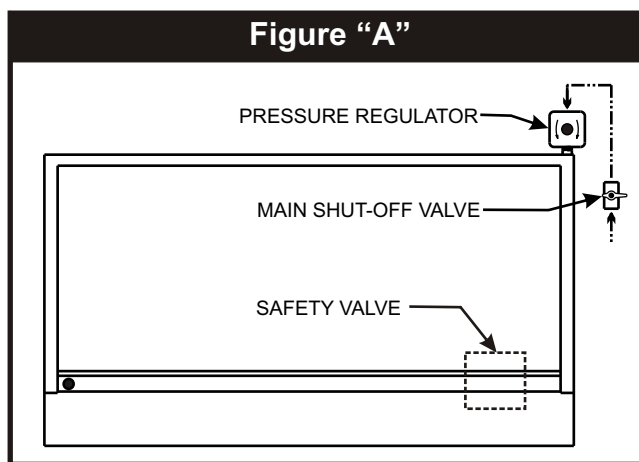 Figure “A”
PRESSURE REGULATOR
MAIN SHUT-OFF VALVE
SAFETY VALVE